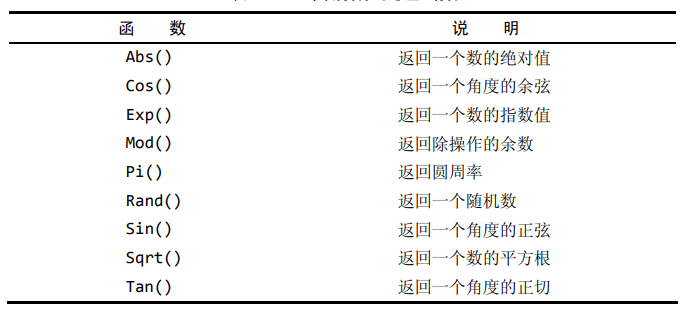 函 数 说 明
Abs() 返回一个数的绝对值
Cos() 返回一个角度的余弦
Exp() 返回一个数的指数值
Mod() 返回除操作的余数
Pi() 返回圆周率
Rand() 返回一个随机数
Sin() 返回一个角度的正弦
Sqrt() 返回一个数的平方根
Tan() 返回一个角度的正切